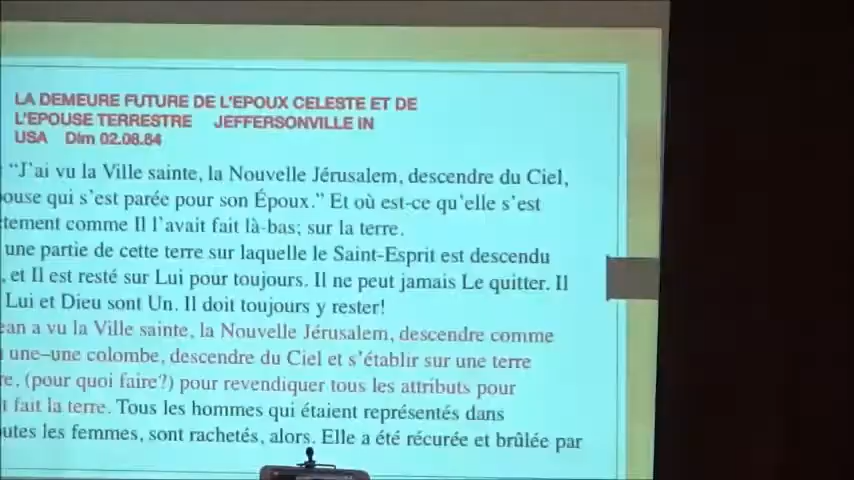 LA DEMEURE FUTURE DE L'EPOUX CELESTE ET DE
L'EPOUSE TERRESTRE JEFFERSONVILLE IN
USA Dim 02.08.64
“J'ai vu la Ville sainte, la Nouvelle Jérusalem, descendre du Ciel,
ouse qui s'est parée pour son Époux.” Et où est-ce qu'elle s'est
tement comme Il l'avait fait là-bas; sur la terre.
une partie de cette terre sur laquelle le Saint-Esprit est descendu
, et Il est resté sur Lui pour toujours. Il ne peut jamais Le quitter. Il
Lui et Dieu sont Un. Il doit toujours y rester!
ean a vu la Ville sainte, la Nouvelle Jérusalem, descendre comme
une–une colombe, descendre du Ciel et s'établir sur une terre
re, (pour quoi faire?) pour revendiquer tous les attributs pour
t fait la terre. Tous les hommes qui étaient représentés dans
outes les femmes, sont rachetés, alors. Elle a été récurée et brûlée par